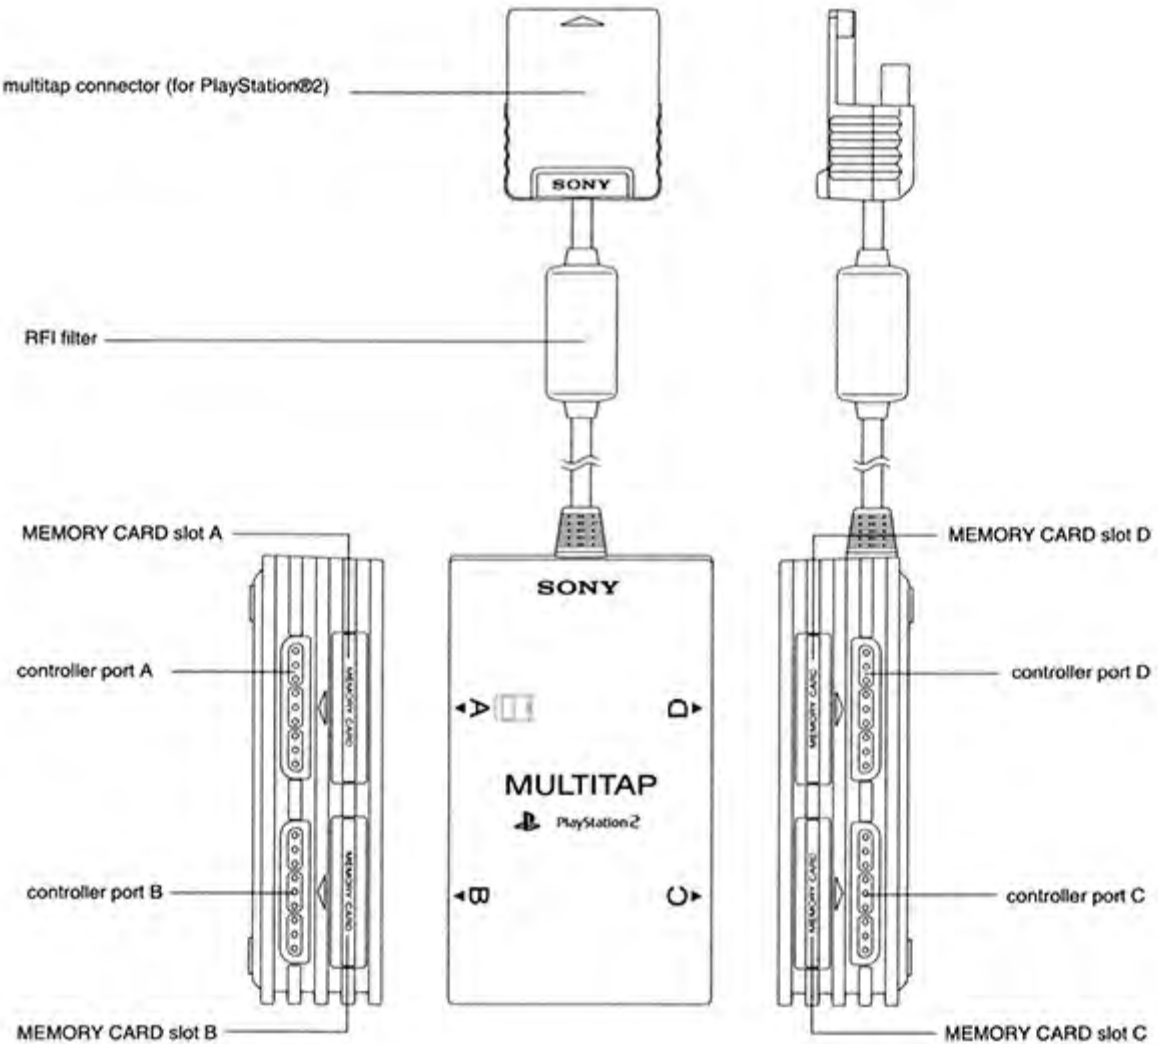 multitap connector (for PlayStation®2)
SONY
RFI filter
MEMORY CARD slot A
MEMORY CARD slot D
SONY
controller port A
MEMORY CARD
A
D
MEMORY CARD
controller port D
MULTITAP
PlayStation 2
controller port B
MEMORY CARD
B
C
MEMORY CARD
controller port C
MEMORY CARD slot B
MEMORY CARD slot C